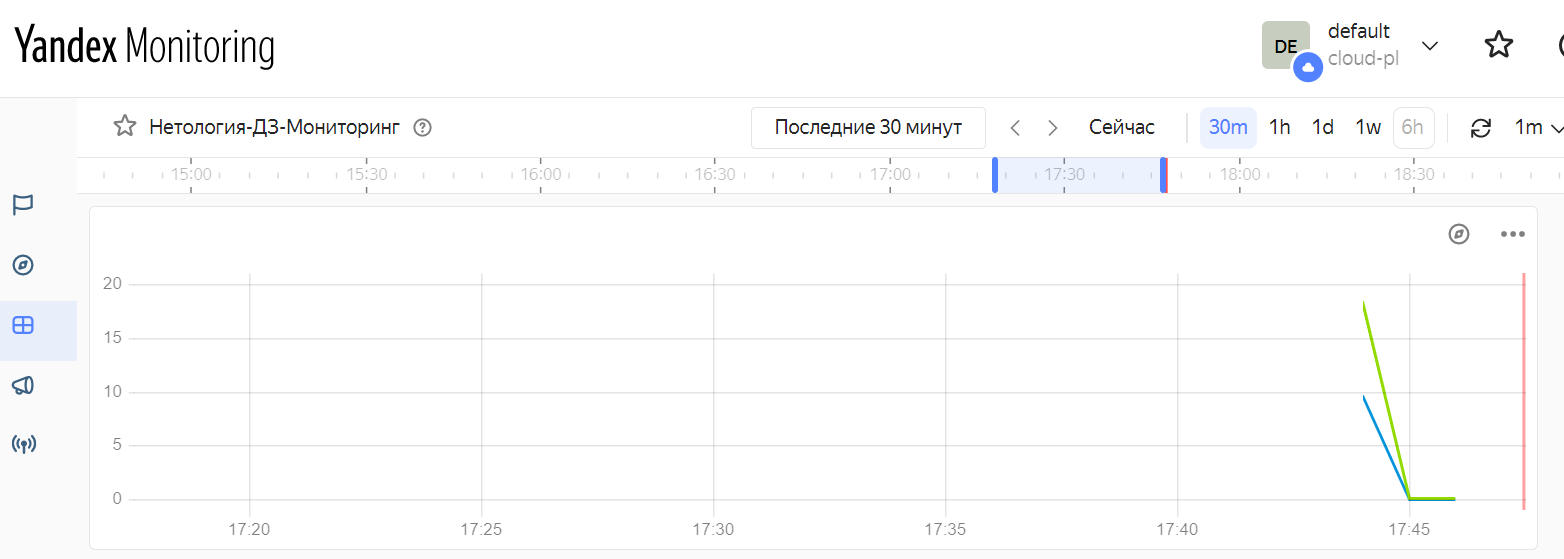 Yandex Monitoring
DE
default
cloud-pl
Нетология-ДЗ-Мониторинг
Последние 30 минут
Сейчас
30m 1h 1d 1w 6h
1m
15:00 15:30 16:00 16:30 17:00 17:30 18:00 18:30
20
15
10
5
0
17:20 17:25 17:30 17:35 17:40 17:45